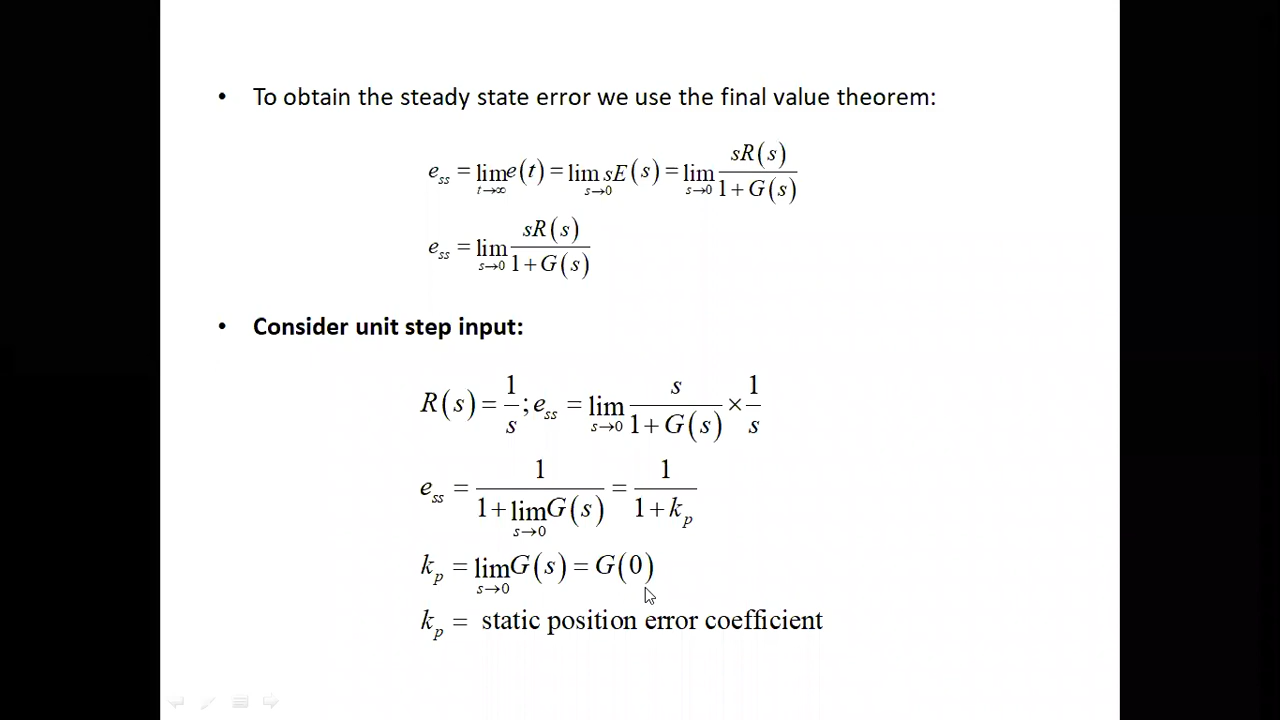 • To obtain the steady state error we use the final value theorem:
e_ss = lim_{t→∞} e(t) = lim_{s→0} sE(s) = lim_{s→0} sR(s) / (1+G(s))
e_ss = lim_{s→0} sR(s) / (1+G(s))
• Consider unit step input:
R(s) = 1/s ; e_ss = lim_{s→0} s / (1+G(s)) × 1/s
e_ss = 1 / (1+lim_{s→0} G(s)) = 1 / (1+k_p)
k_p = lim_{s→0} G(s) = G(0)
k_p = static position error coefficient